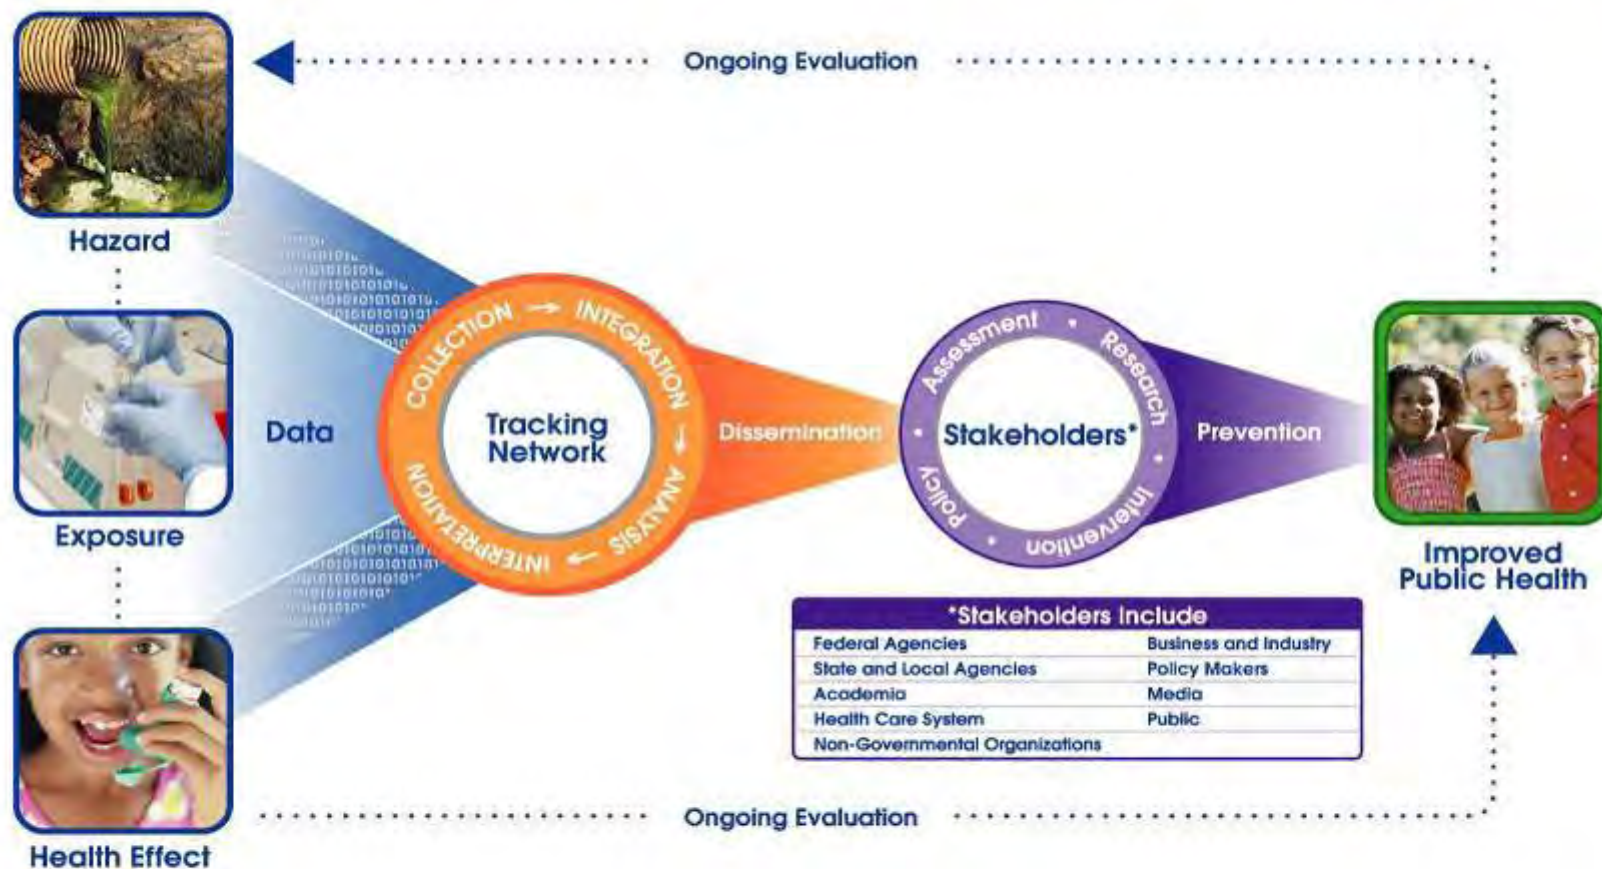 Ongoing Evaluation
Hazard
Exposure
Health Effect
Data
COLLECTION → INTEGRATION → ANALYSIS → INTERPRETATION
Tracking
Network
Dissemination
Assessment • Research • Intervention • Policy •
Stakeholders*
Prevention
Improved
Public Health
*Stakeholders Include
Federal Agencies
Business and Industry
State and Local Agencies
Policy Makers
Academia
Media
Health Care System
Public
Non-Governmental Organizations
Ongoing Evaluation